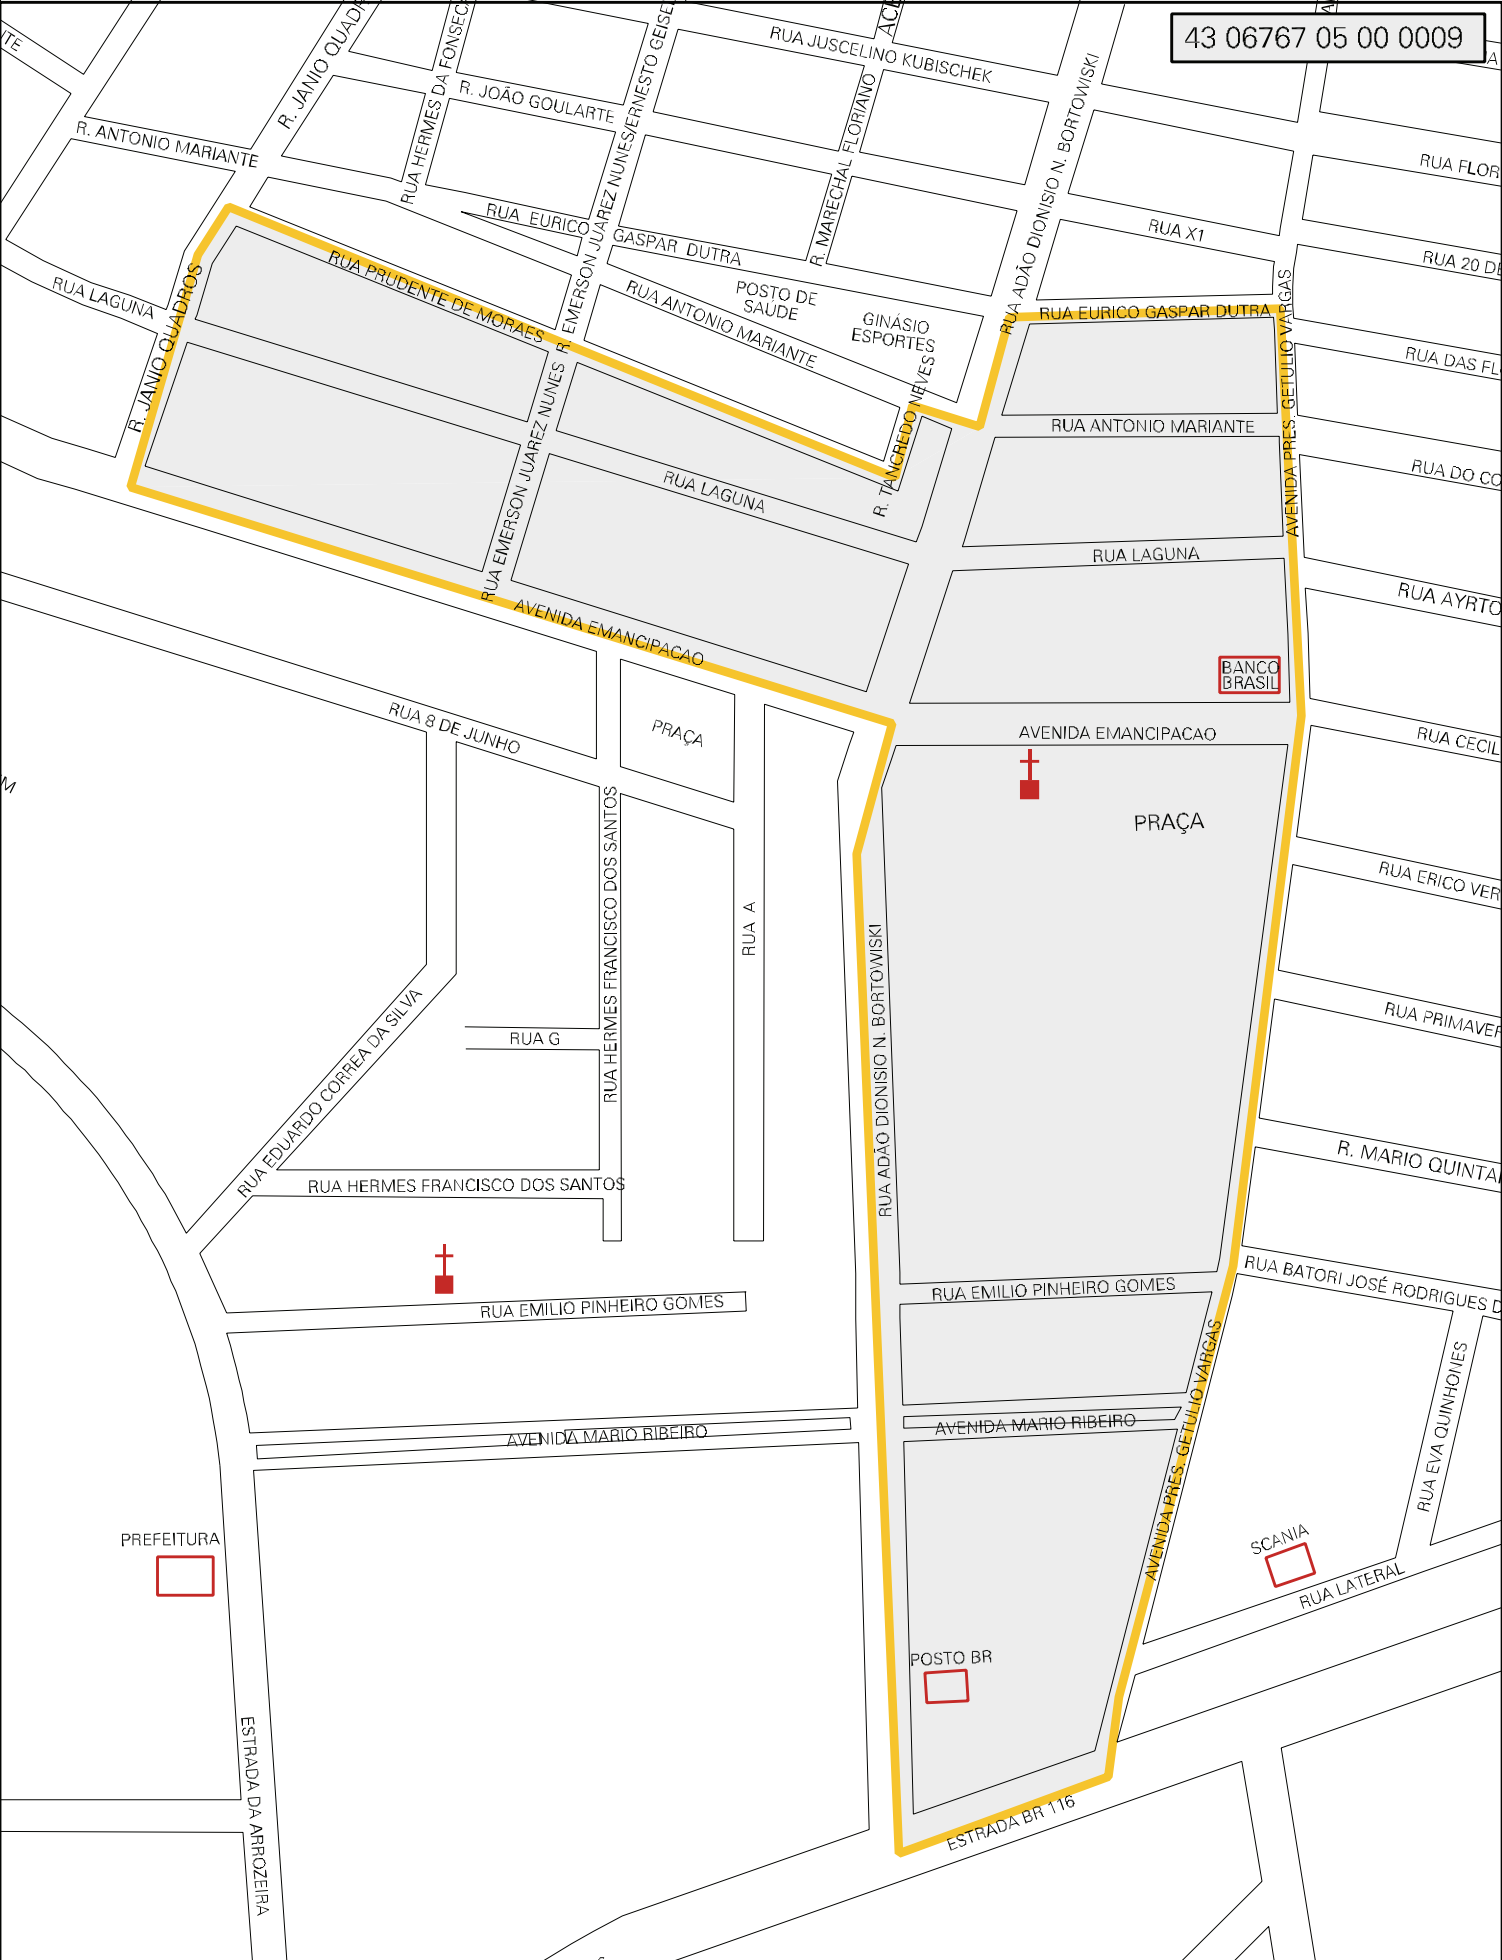 43 06767 05 00 0009
R. JANIO QUADR
RUA HERMES DA FONSECA
R. EMERSON JUAREZ NUNES/ERNESTO GEISEL
RUA JUSCELINO KUBISCHEK
R. JOÃO GOULARTE
R. ANTONIO MARIANTE
R. MARECHAL FLORIANO
RUA ADÃO DIONISIO N. BORTOWISKI
RUA FLOR
RUA EURICO GASPAR DUTRA
RUA X1
RUA 20 DE
RUA PRUDENTE DE MORAES
RUA LAGUNA
R. JANIO QUADROS
RUA ANTONIO MARIANTE
POSTO DE
SAUDE
GINÁSIO
ESPORTES
RUA EURICO GASPAR DUTRA
AVENIDA PRES. GETULIO VARGAS
RUA DAS FL
R. TANCREDO NEVES
RUA ANTONIO MARIANTE
RUA EMERSON JUAREZ NUNES
RUA LAGUNA
RUA DO CO
RUA LAGUNA
RUA AYRTO
AVENIDA EMANCIPACAO
BANCO
BRASIL
RUA 8 DE JUNHO
PRAÇA
AVENIDA EMANCIPACAO
RUA CECIL
M
PRAÇA
RUA HERMES FRANCISCO DOS SANTOS
RUA A
RUA ADÃO DIONISIO N. BORTOWISKI
RUA ERICO VER
RUA EDUARDO CORREA DA SILVA
RUA G
RUA PRIMAVER
R. MARIO QUINTA
RUA HERMES FRANCISCO DOS SANTOS
RUA BATORI JOSÉ RODRIGUES D
RUA EMILIO PINHEIRO GOMES
RUA EMILIO PINHEIRO GOMES
AVENIDA PRES. GETULIO VARGAS
RUA EVA QUINHONES
AVENIDA MARIO RIBEIRO
AVENIDA MARIO RIBEIRO
PREFEITURA
SCANIA
RUA LATERAL
POSTO BR
ESTRADA DA ARROZEIRA
ESTRADA BR 116